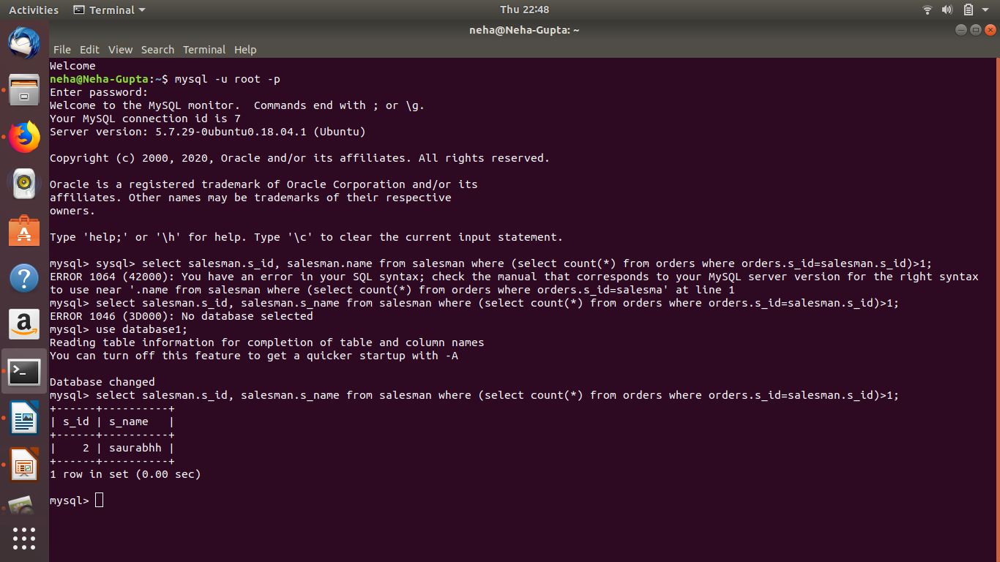 Activities Terminal Thu 22:48
neha@Neha-Gupta: ~
File Edit View Search Terminal Help
Welcome
neha@Neha-Gupta:~$ mysql -u root -p
Enter password:
Welcome to the MySQL monitor.  Commands end with ; or \g.
Your MySQL connection id is 7
Server version: 5.7.29-0ubuntu0.18.04.1 (Ubuntu)

Copyright (c) 2000, 2020, Oracle and/or its affiliates. All rights reserved.

Oracle is a registered trademark of Oracle Corporation and/or its
affiliates. Other names may be trademarks of their respective
owners.

Type 'help;' or '\h' for help. Type '\c' to clear the current input statement.

mysql> sysql> select salesman.s_id, salesman.name from salesman where (select count(*) from orders where orders.s_id=salesman.s_id)>1;
ERROR 1064 (42000): You have an error in your SQL syntax; check the manual that corresponds to your MySQL server version for the right syntax
to use near '.name from salesman where (select count(*) from orders where orders.s_id=salesma' at line 1
mysql> select salesman.s_id, salesman.s_name from salesman where (select count(*) from orders where orders.s_id=salesman.s_id)>1;
ERROR 1046 (3D000): No database selected
mysql> use database1;
Reading table information for completion of table and column names
You can turn off this feature to get a quicker startup with -A

Database changed
mysql> select salesman.s_id, salesman.s_name from salesman where (select count(*) from orders where orders.s_id=salesman.s_id)>1;
+------+----------+
| s_id | s_name   |
+------+----------+
|    2 | saurabhh |
+------+----------+
1 row in set (0.00 sec)

mysql>